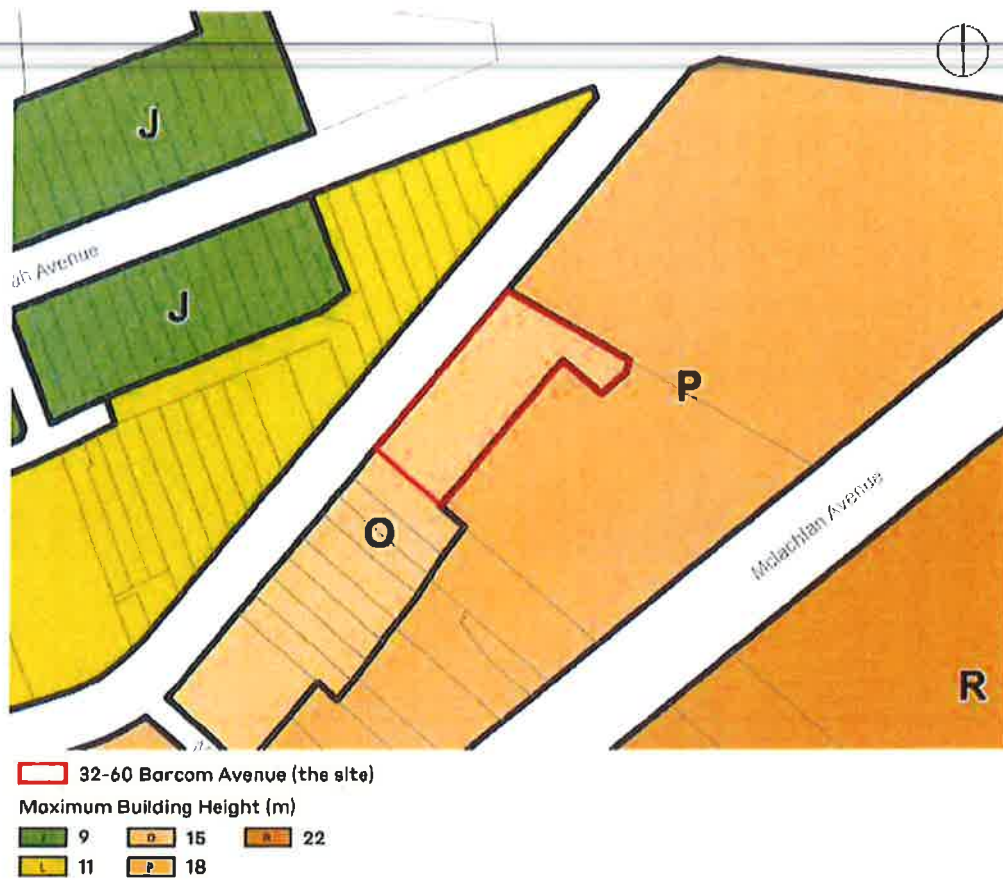 J
ah Avenue
J
P
O
Mclachlan Avenue
R
32-60 Barcom Avenue (the site)
Maximum Building Height (m)
J 9 O 15 R 22
L 11 P 18